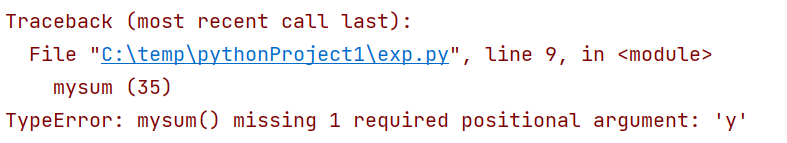 Traceback (most recent call last):
  File "C:\temp\pythonProject1\exp.py", line 9, in <module>
    mysum (35)
TypeError: mysum() missing 1 required positional argument: 'y'